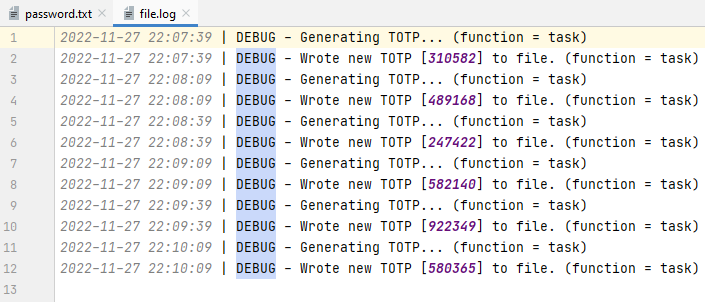 password.txt file.log
1 2022-11-27 22:07:39 | DEBUG - Generating TOTP... (function = task)
2 2022-11-27 22:07:39 | DEBUG - Wrote new TOTP [310582] to file. (function = task)
3 2022-11-27 22:08:09 | DEBUG - Generating TOTP... (function = task)
4 2022-11-27 22:08:09 | DEBUG - Wrote new TOTP [489168] to file. (function = task)
5 2022-11-27 22:08:39 | DEBUG - Generating TOTP... (function = task)
6 2022-11-27 22:08:39 | DEBUG - Wrote new TOTP [247422] to file. (function = task)
7 2022-11-27 22:09:09 | DEBUG - Generating TOTP... (function = task)
8 2022-11-27 22:09:09 | DEBUG - Wrote new TOTP [582140] to file. (function = task)
9 2022-11-27 22:09:39 | DEBUG - Generating TOTP... (function = task)
10 2022-11-27 22:09:39 | DEBUG - Wrote new TOTP [922349] to file. (function = task)
11 2022-11-27 22:10:09 | DEBUG - Generating TOTP... (function = task)
12 2022-11-27 22:10:09 | DEBUG - Wrote new TOTP [580365] to file. (function = task)
13